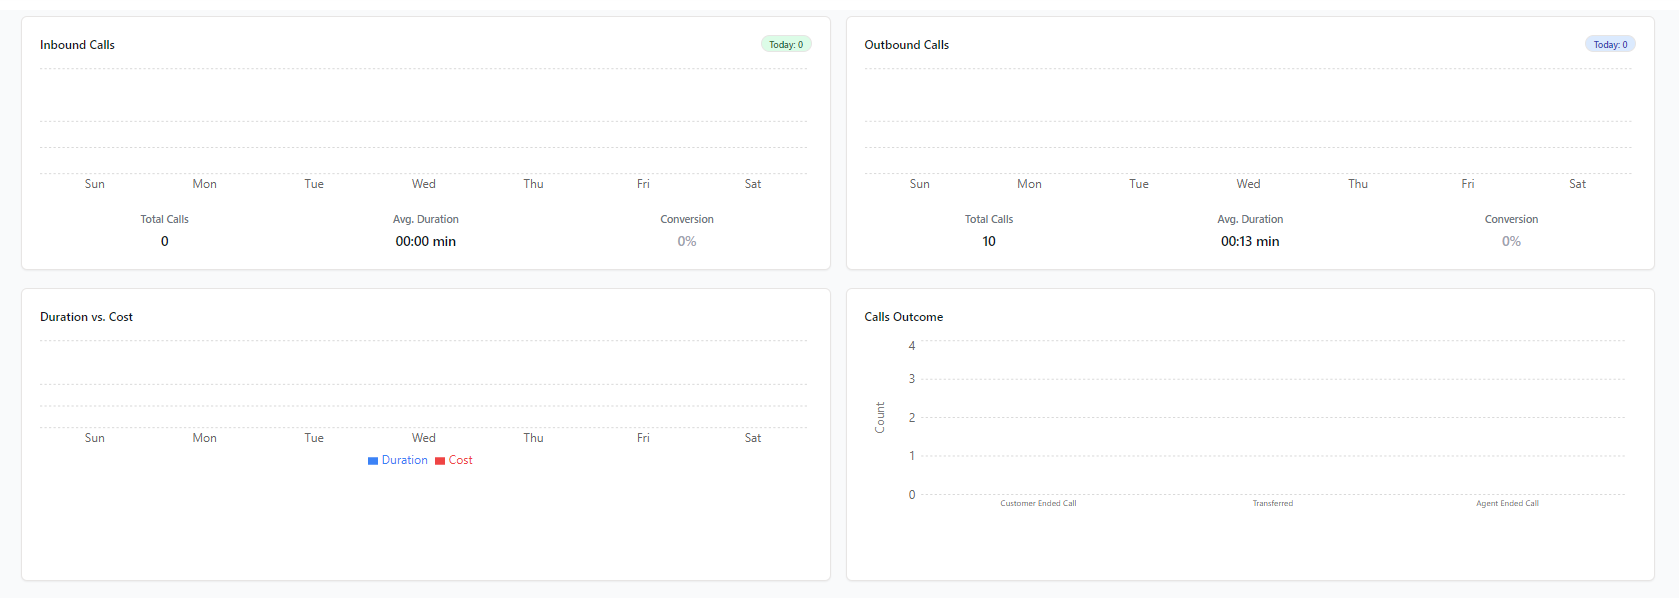 Inbound Calls
Today: 0
Sun Mon Tue Wed Thu Fri Sat
Total Calls Avg. Duration Conversion
0 00:00 min 0%
Outbound Calls
Today: 0
Sun Mon Tue Wed Thu Fri Sat
Total Calls Avg. Duration Conversion
10 00:13 min 0%
Duration vs. Cost
Sun Mon Tue Wed Thu Fri Sat
Duration Cost
Calls Outcome
4
3
2
1
0
Count
Customer Ended Call Transferred Agent Ended Call